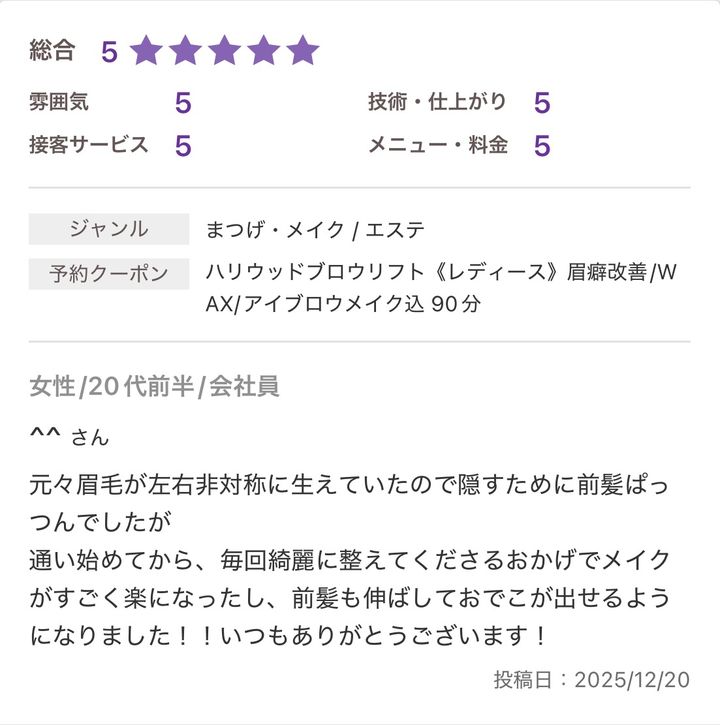 総合 5 ★★★★★
雰囲気 5 技術・仕上がり 5
接客サービス 5 メニュー・料金 5
ジャンル まつげ・メイク / エステ
予約クーポン ハリウッドブロウリフト《レディース》眉癖改善/W
AX/アイブロウメイク込 90分
女性/20代前半/会社員
^^ さん
元々眉毛が左右非対称に生えていたので隠すために前髪ぱっ
つんでしたが
通い始めてから、毎回綺麗に整えてくださるおかげでメイク
がすごく楽になったし、前髪も伸ばしておでこが出せるよう
になりました！！いつもありがとうございます！
投稿日：2025/12/20